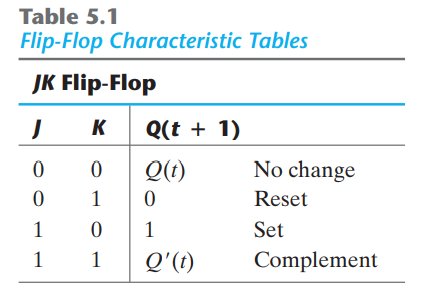 Table 5.1
Flip-Flop Characteristic Tables
JK Flip-Flop
J K Q(t + 1)
0 0 Q(t) No change
0 1 0 Reset
1 0 1 Set
1 1 Q'(t) Complement